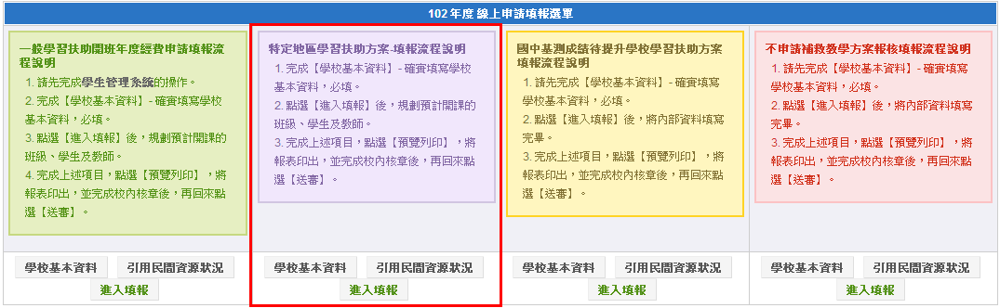 102 年度 線上申請填報選單
一般學習扶助開班年度經費申請填報流
程說明
1. 請先完成學生管理系統的操作。
2. 完成【學校基本資料】- 確實填寫學校
基本資料，必填。
3. 點選【進入填報】後，規劃預計開課的
班級、學生及教師。
4. 完成上述項目，點選【預覽列印】，將
報表印出，並完成校內核章後，再回來點
選【送審】。
學校基本資料
引用民間資源狀況
進入填報
特定地區學習扶助方案-填報流程說明
1. 完成【學校基本資料】- 確實填寫學校
基本資料，必填。
2. 點選【進入填報】後，規劃預計開課的
班級、學生及教師。
3. 完成上述項目，點選【預覽列印】，將
報表印出，並完成校內核章後，再回來點
選【送審】。
學校基本資料
引用民間資源狀況
進入填報
國中基測成績待提升學校學習扶助方案
填報流程說明
1. 請先完成【學校基本資料】- 確實填寫
學校基本資料，必填
2. 點選【進入填報】後，將內部資料填寫
完畢。
3. 完成上述項目，點選【預覽列印】，將
報表印出，並完成校內核章後，再回來點
選【送審】。
學校基本資料
引用民間資源狀況
進入填報
不申請補救教學方案報核填報流程說明
1. 請先完成【學校基本資料】- 確實填寫
學校基本資料，必填。
2. 點選【進入填報】後，將內部資料填寫
完畢。
3. 完成上述項目，點選【預覽列印】，將
報表印出，並完成校內核章後，再回來點
選【送審】。
學校基本資料
引用民間資源狀況
進入填報